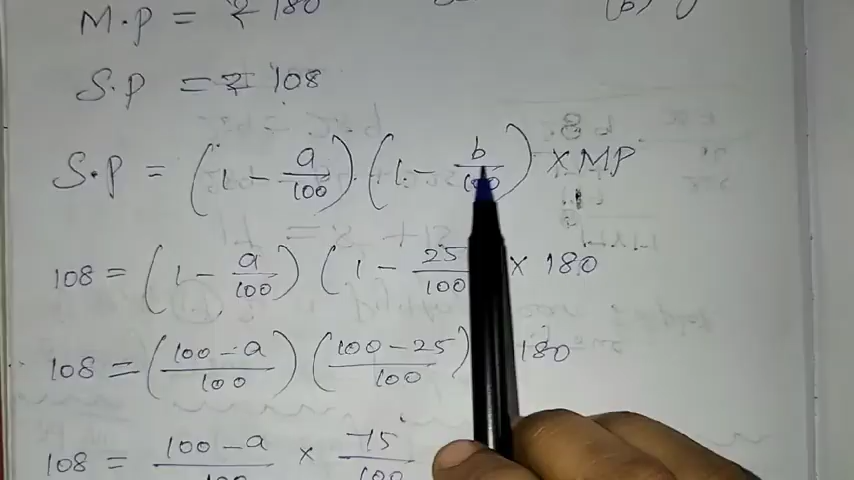 M.P = ₹ 180 (b)
S.P = ₹ 108
S.P = (1 - a/100) . (1 - b/100) × MP
108 = (1 - a/100) (1 - 25/100 × 180
108 = (100 - a/100) (100 - 25/100) 180
108 = 100 - a/100 × 75/100